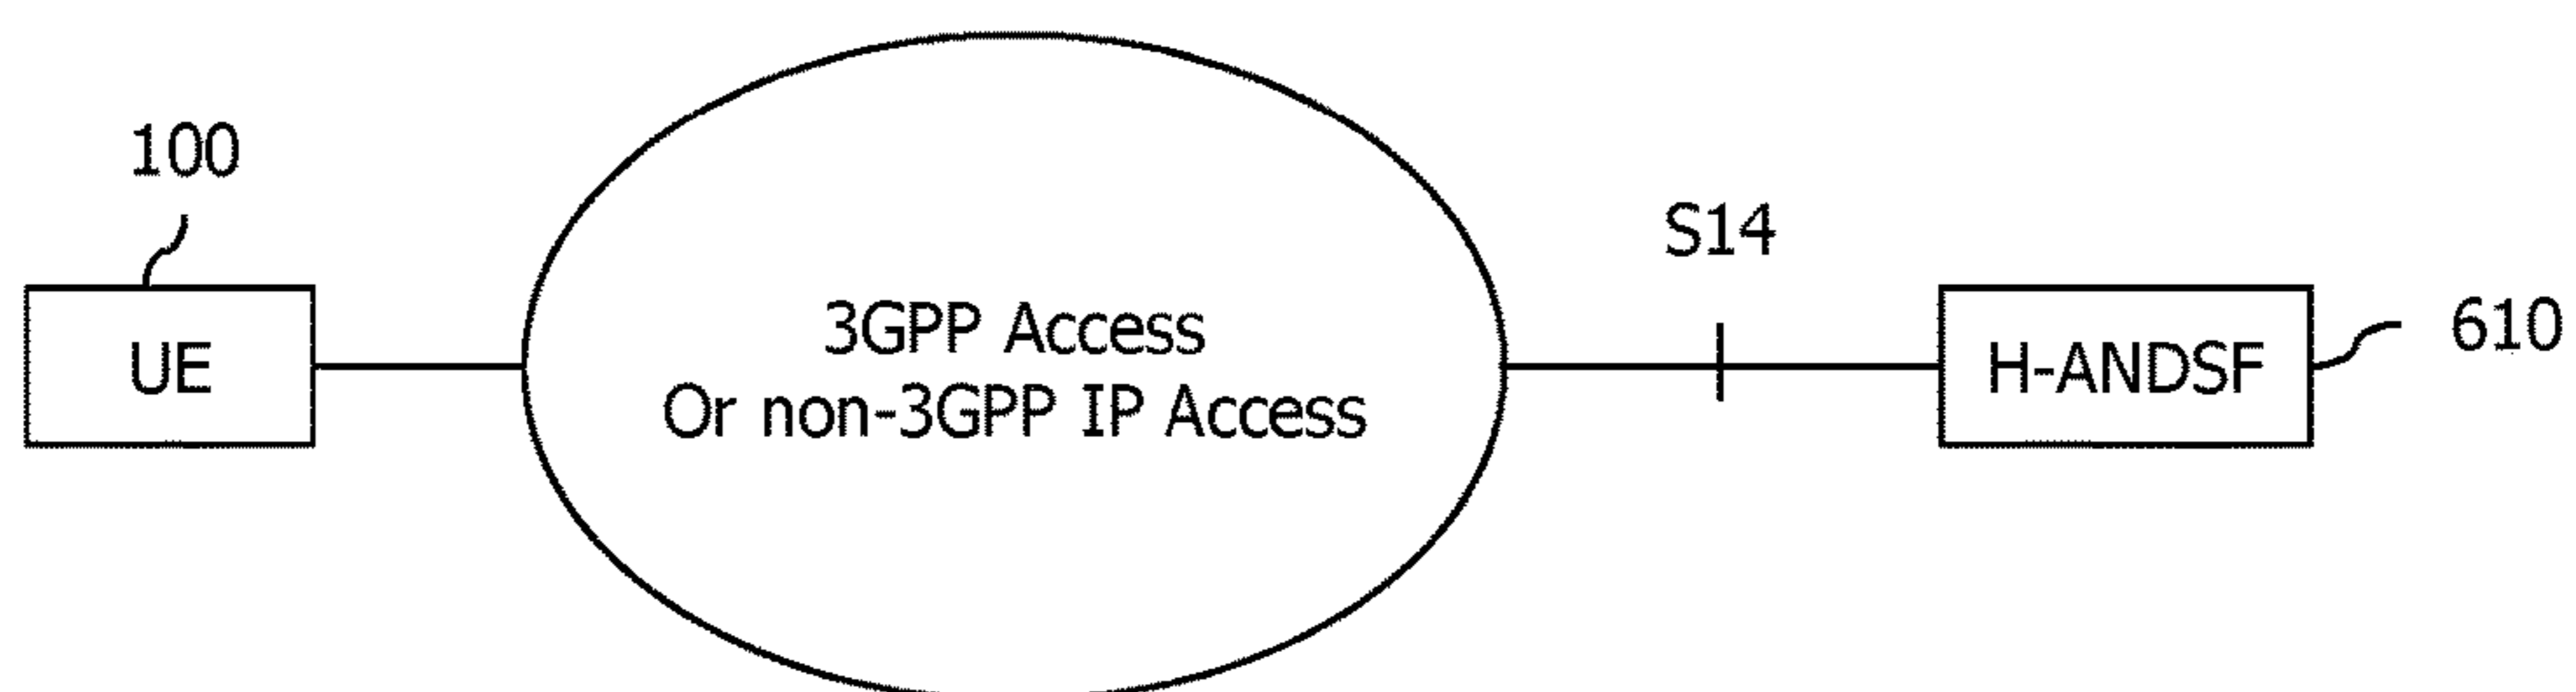 100
S14
UE
3GPP Access
Or non-3GPP IP Access
H-ANDSF
610